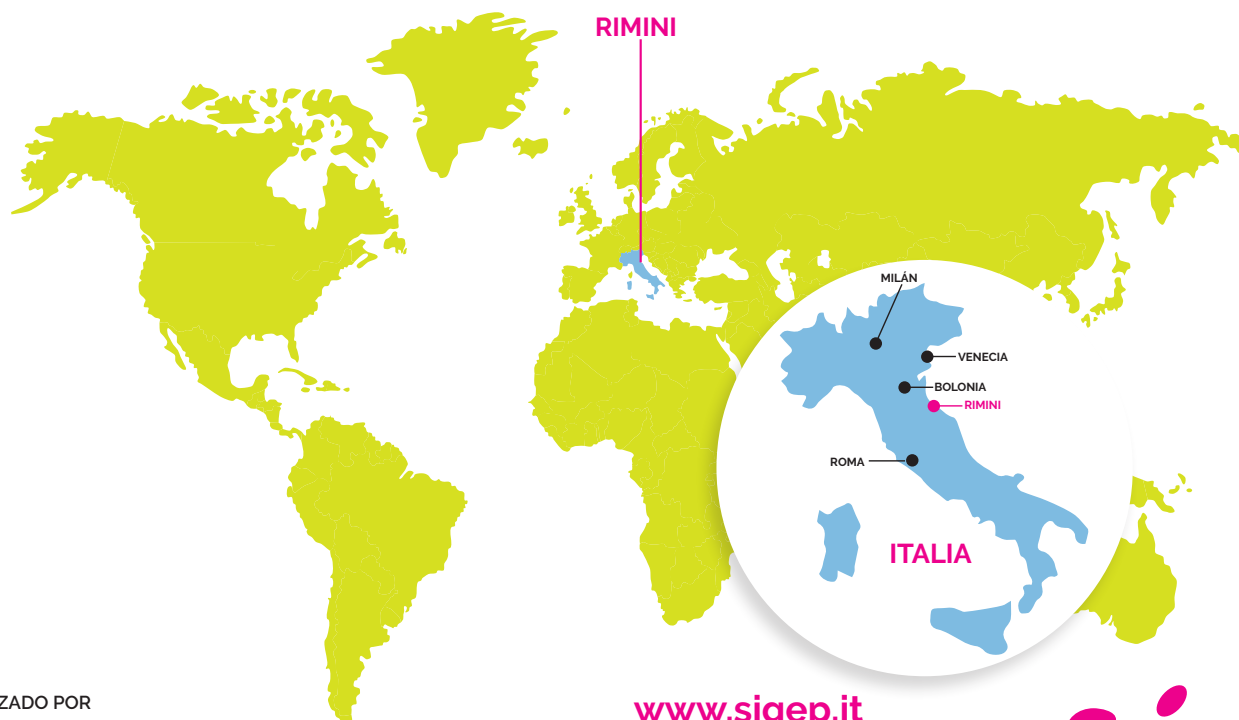 RIMINI
MILÁN
VENECIA
BOLONIA
RIMINI
ROMA
ITALIA
ZADO POR
www.sigep.it